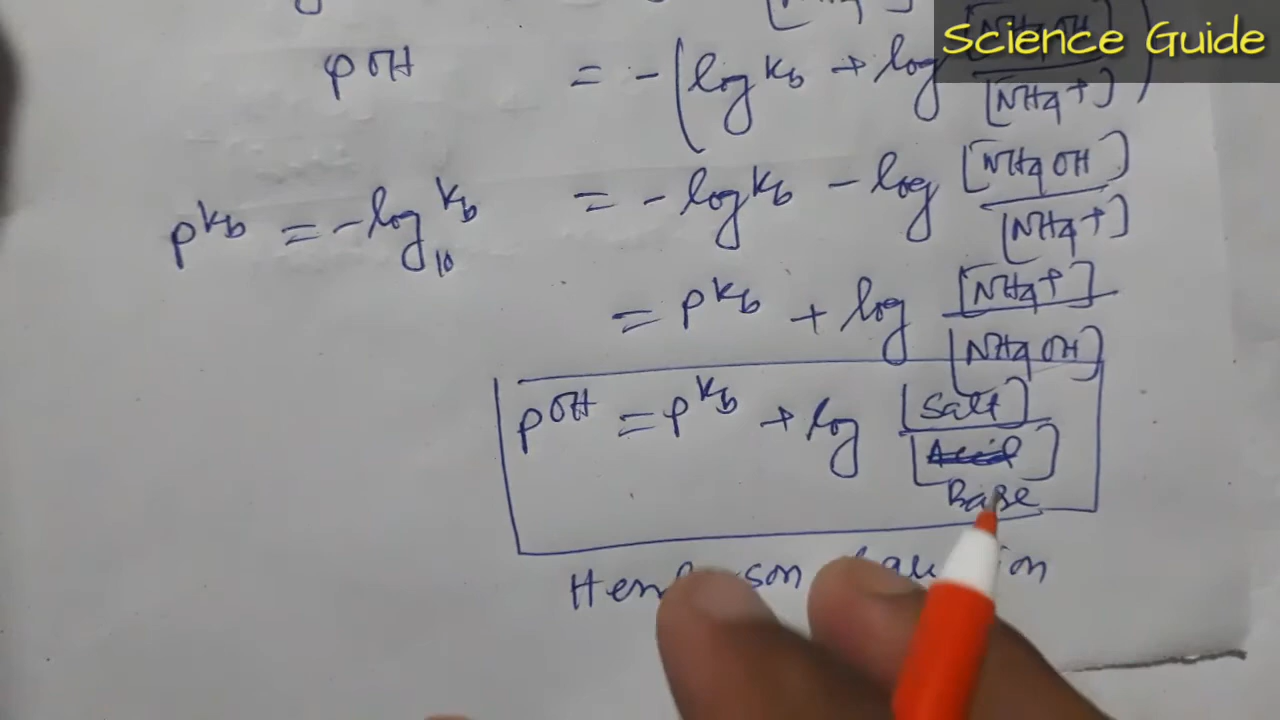 Science Guide
pOH = -(log Kb + log [NH4OH]/[NH4+])
pKb = -log10 Kb = -log Kb - log [NH4OH]/[NH4+]
= pKb + log [NH4+]/[NH4OH]
pOH = pKb + log [Salt]/[Acid]
Base